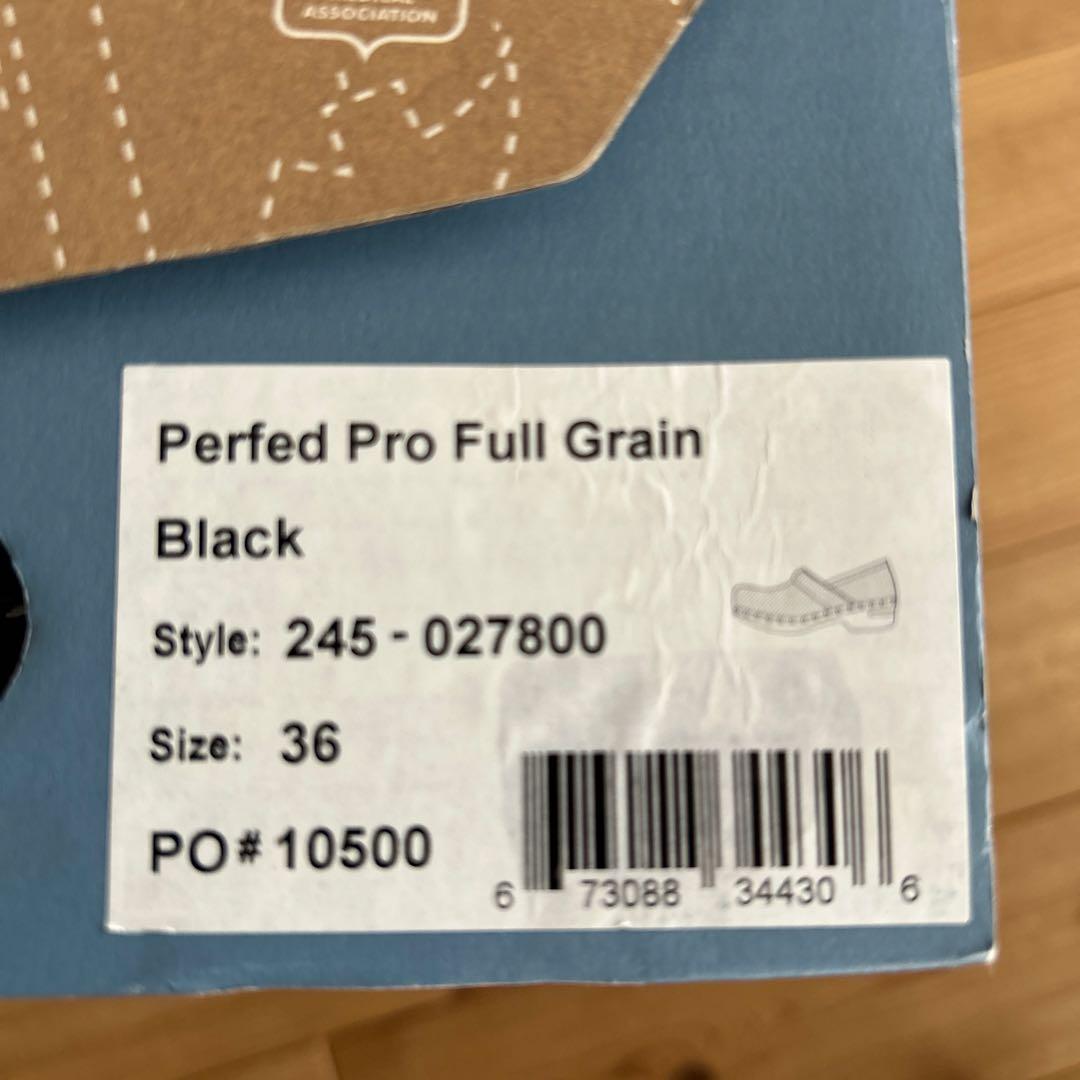 ASSOCIATION
Perfed Pro Full Grain
Black
Style: 245 - 027800
Size: 36
PO# 10500
6 73088 34430 6